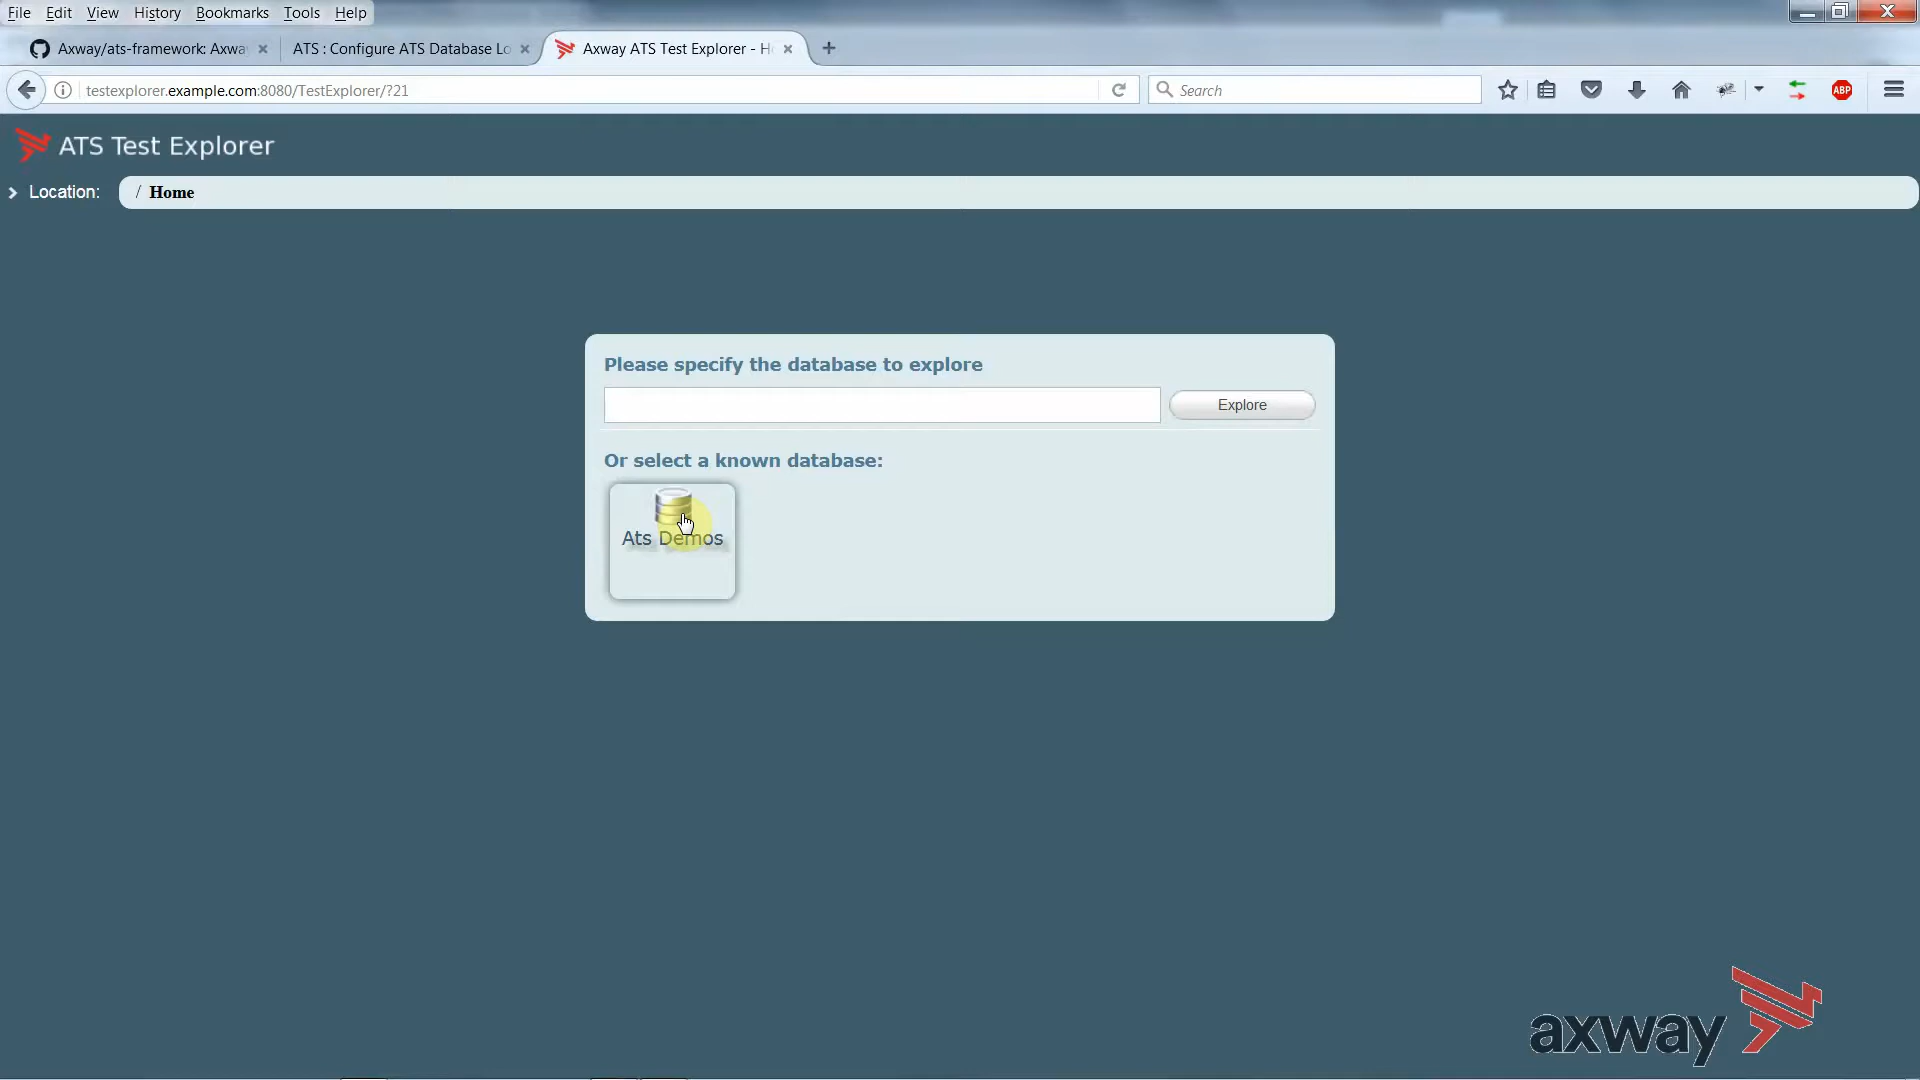 File Edit View History Bookmarks Tools Help
Axway/ats-framework: Axwa
ATS : Configure ATS Database Lo
Axway ATS Test Explorer - H
testexplorer.example.com:8080/TestExplorer/?21
Search
ABP
ATS Test Explorer
Location: / Home
Please specify the database to explore
Explore
Or select a known database:
Ats Demos
axway